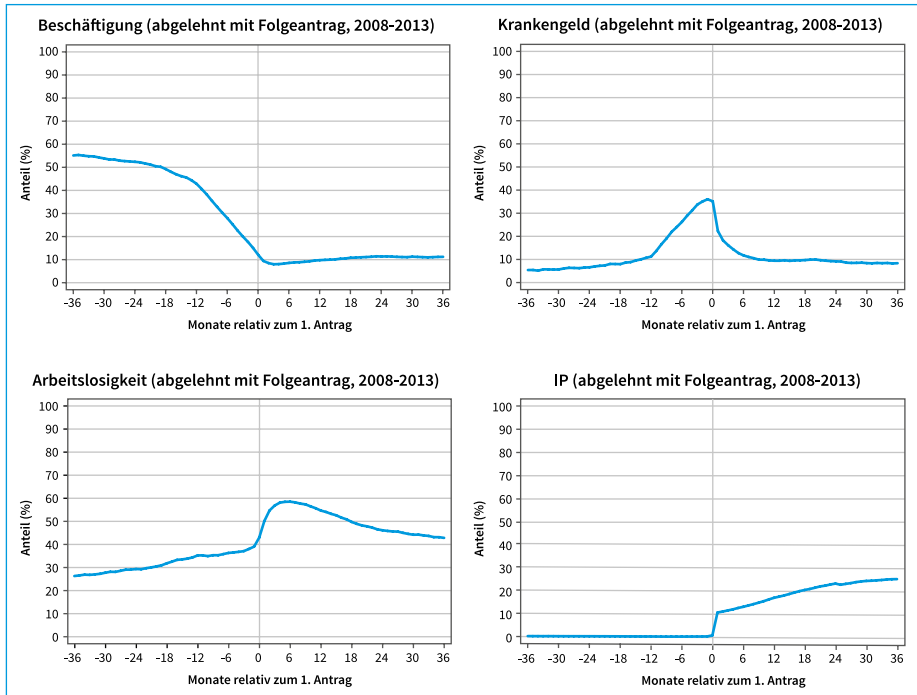 Beschäftigung (abgelehnt mit Folgeantrag, 2008-2013)
Anteil (%)
100
90
80
70
60
50
40
30
20
10
0
-36 -30 -24 -18 -12 -6 0 6 12 18 24 30 36
Monate relativ zum 1. Antrag
Krankengeld (abgelehnt mit Folgeantrag, 2008-2013)
Anteil (%)
100
90
80
70
60
50
40
30
20
10
0
-36 -30 -24 -18 -12 -6 0 6 12 18 24 30 36
Monate relativ zum 1. Antrag
Arbeitslosigkeit (abgelehnt mit Folgeantrag, 2008-2013)
Anteil (%)
100
90
80
70
60
50
40
30
20
10
0
-36 -30 -24 -18 -12 -6 0 6 12 18 24 30 36
Monate relativ zum 1. Antrag
IP (abgelehnt mit Folgeantrag, 2008-2013)
Anteil (%)
100
90
80
70
60
50
40
30
20
10
0
-36 -30 -24 -18 -12 -6 0 6 12 18 24 30 36
Monate relativ zum 1. Antrag